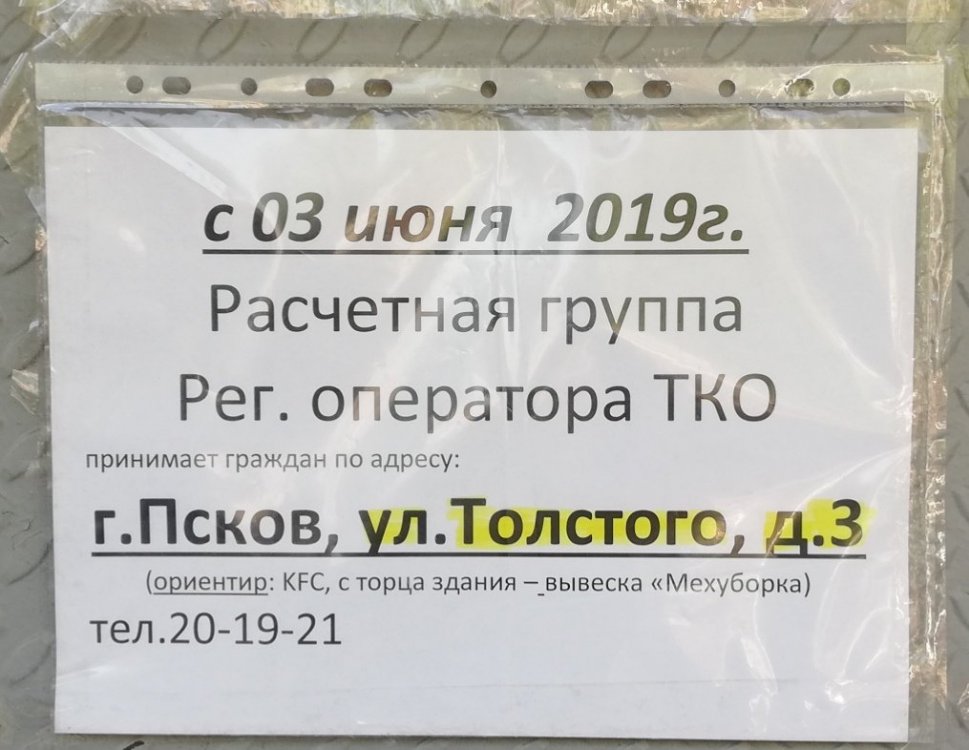 с 03 июня 2019г.
Расчетная группа
Рег. оператора ТКО
принимает граждан по адресу:
г.Псков, ул.Толстого, д.3
(ориентир: KFC, с торца здания – вывеска «Мехуборка)
тел.20-19-21